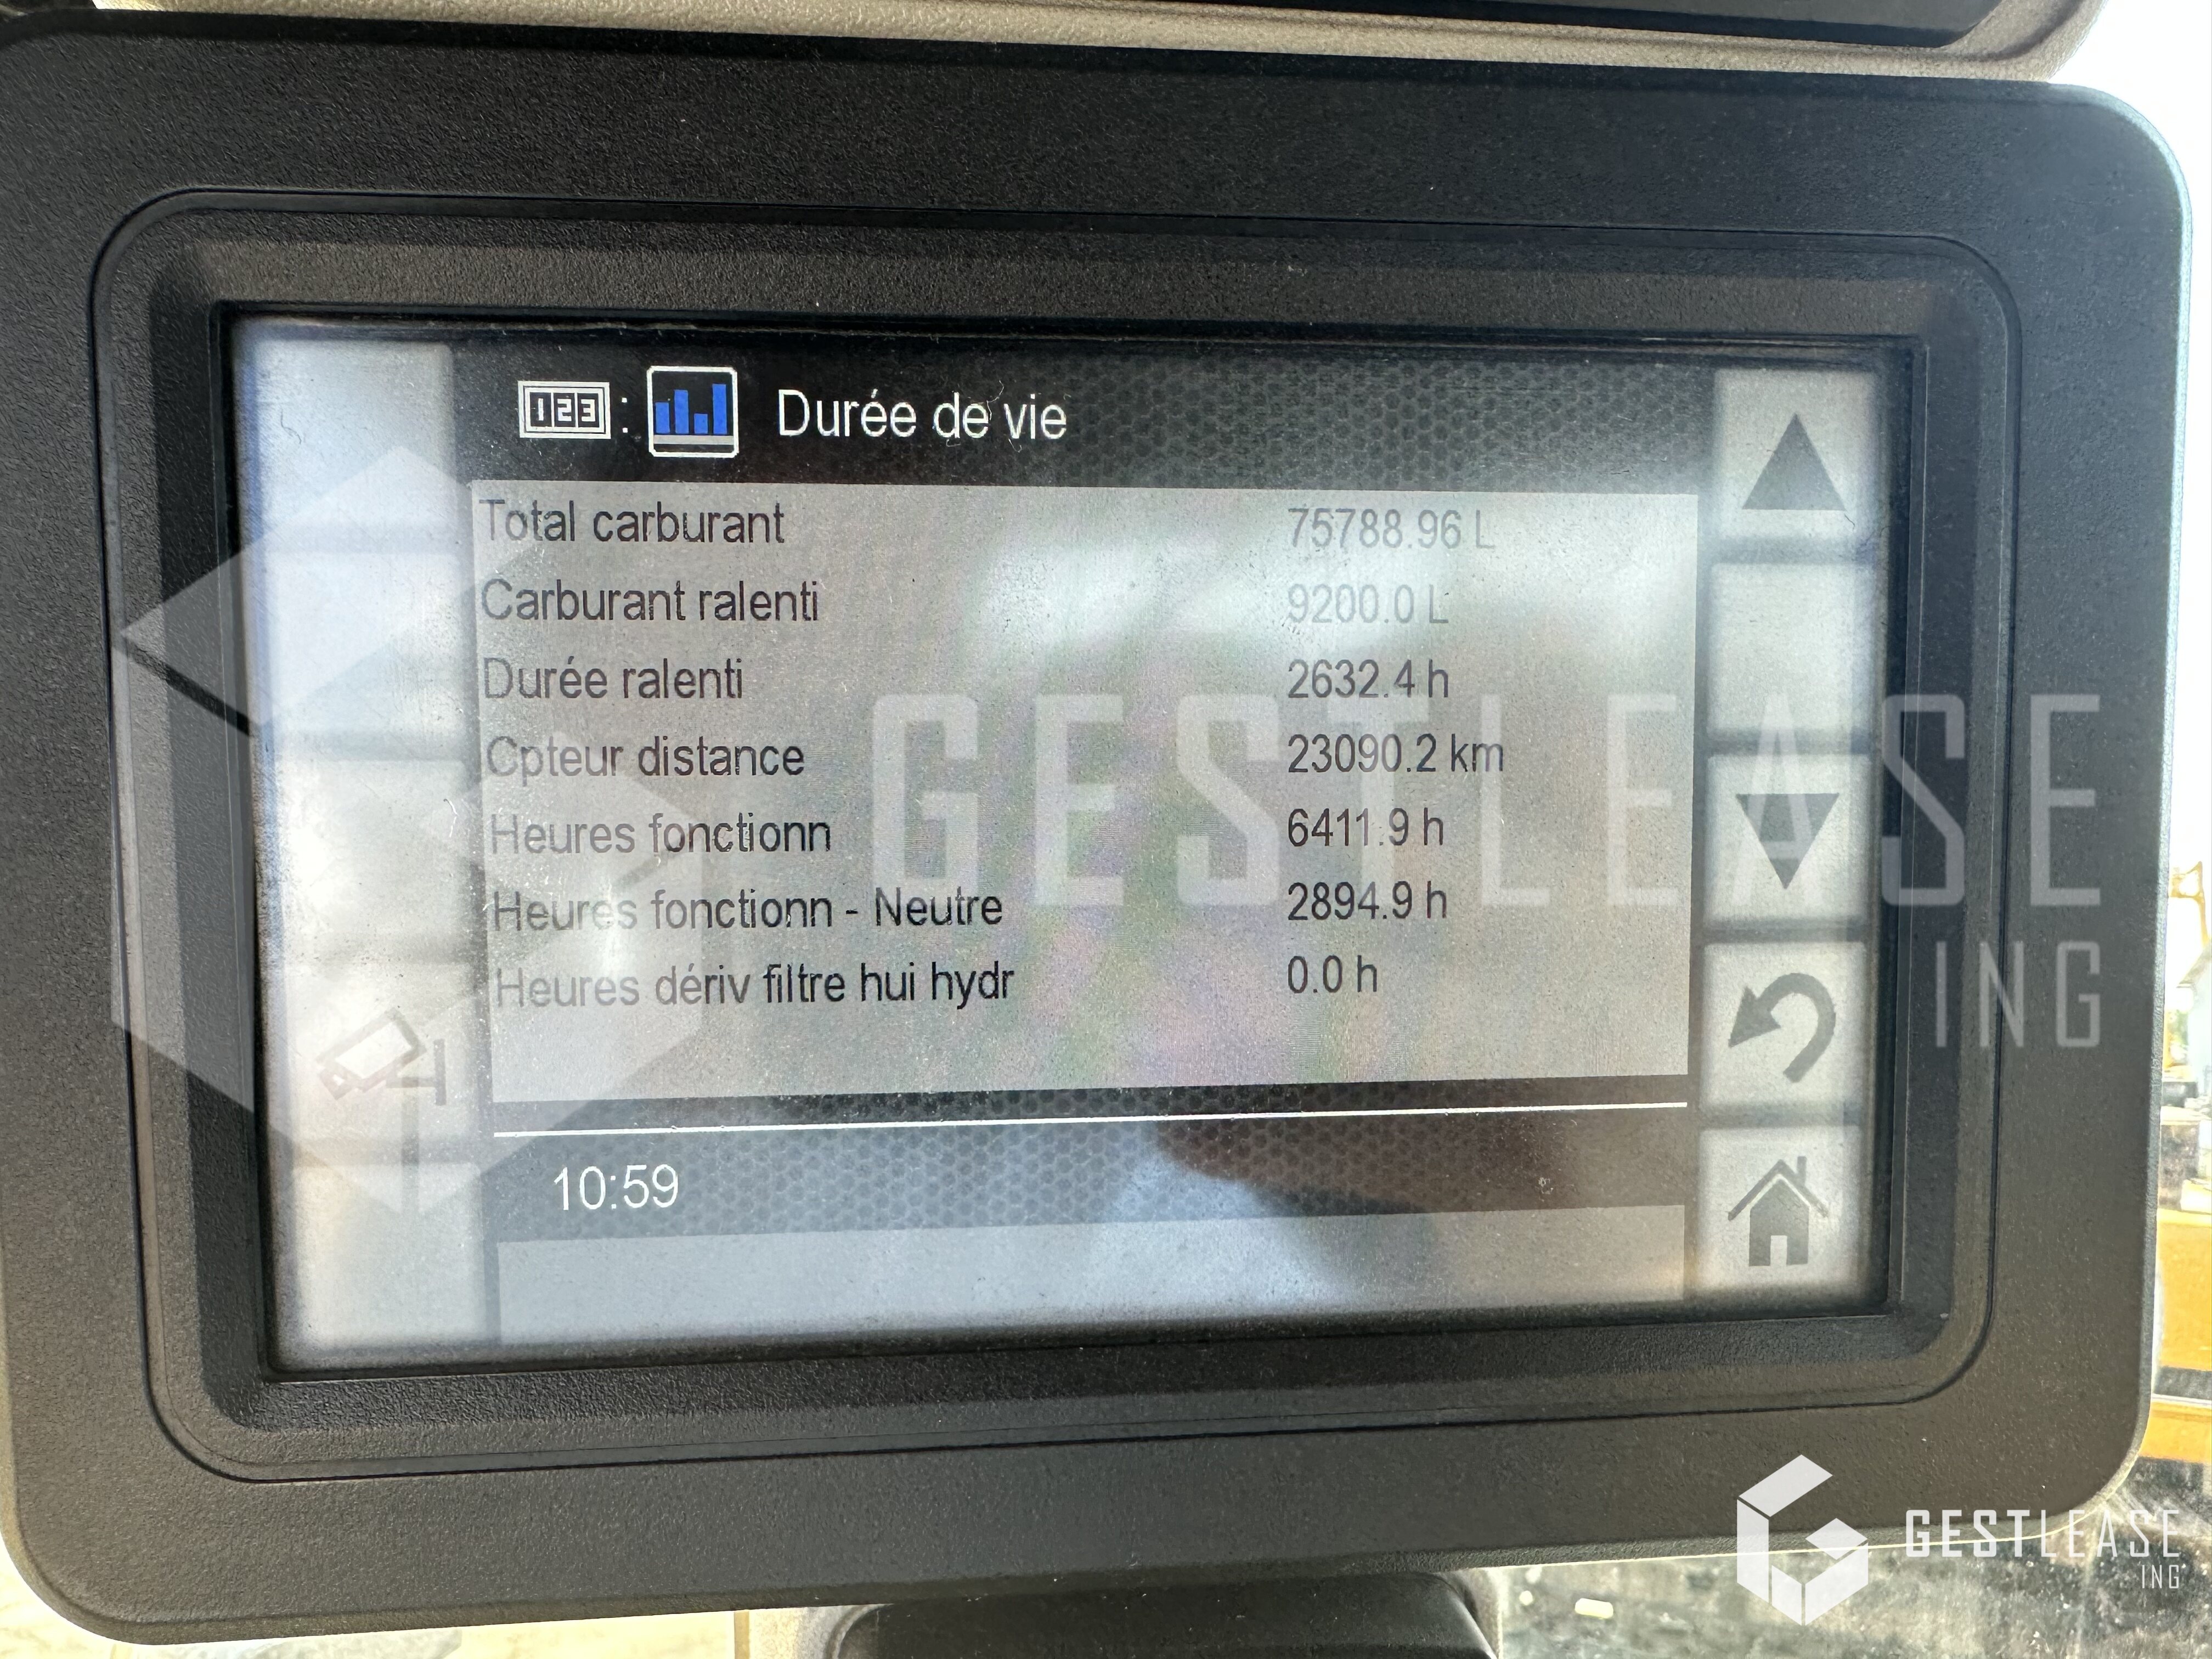 123 : Durée de vie
Total carburant 75788.96 L
Carburant ralenti 9200.0 L
Durée ralenti 2632.4 h
Cpteur distance 23090.2 km
Heures fonctionn 6411.9 h
Heures fonctionn - Neutre 2894.9 h
Heures dériv filtre hui hydr 0.0 h
10:59
GESTLEASE
ING
GESTLEASE
ING